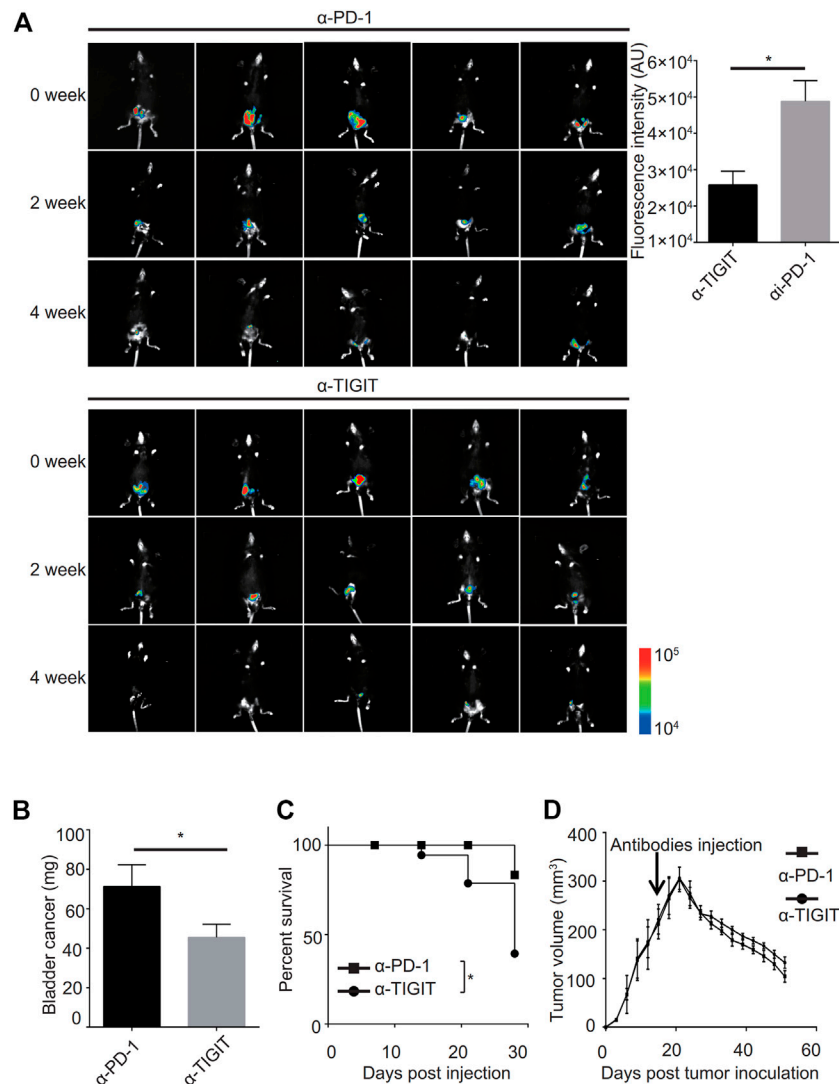 A
α-PD-1
0 week
2 week
4 week
Fluorescence intensity (AU)
6×10⁴
5×10⁴
4×10⁴
3×10⁴
2×10⁴
1×10⁴
*
α-TIGIT
αi-PD-1
α-TIGIT
0 week
2 week
4 week
10⁵
10⁴
B
Bladder cancer (mg)
100
80
60
40
20
0
*
α-PD-1
α-TIGIT
C
Percent survival
100
50
0
α-PD-1
α-TIGIT
*
0
10
20
30
Days post injection
D
Tumor volume (mm³)
400
300
200
100
0
Antibodies injection
α-PD-1
α-TIGIT
0
20
40
60
Days post tumor inoculation